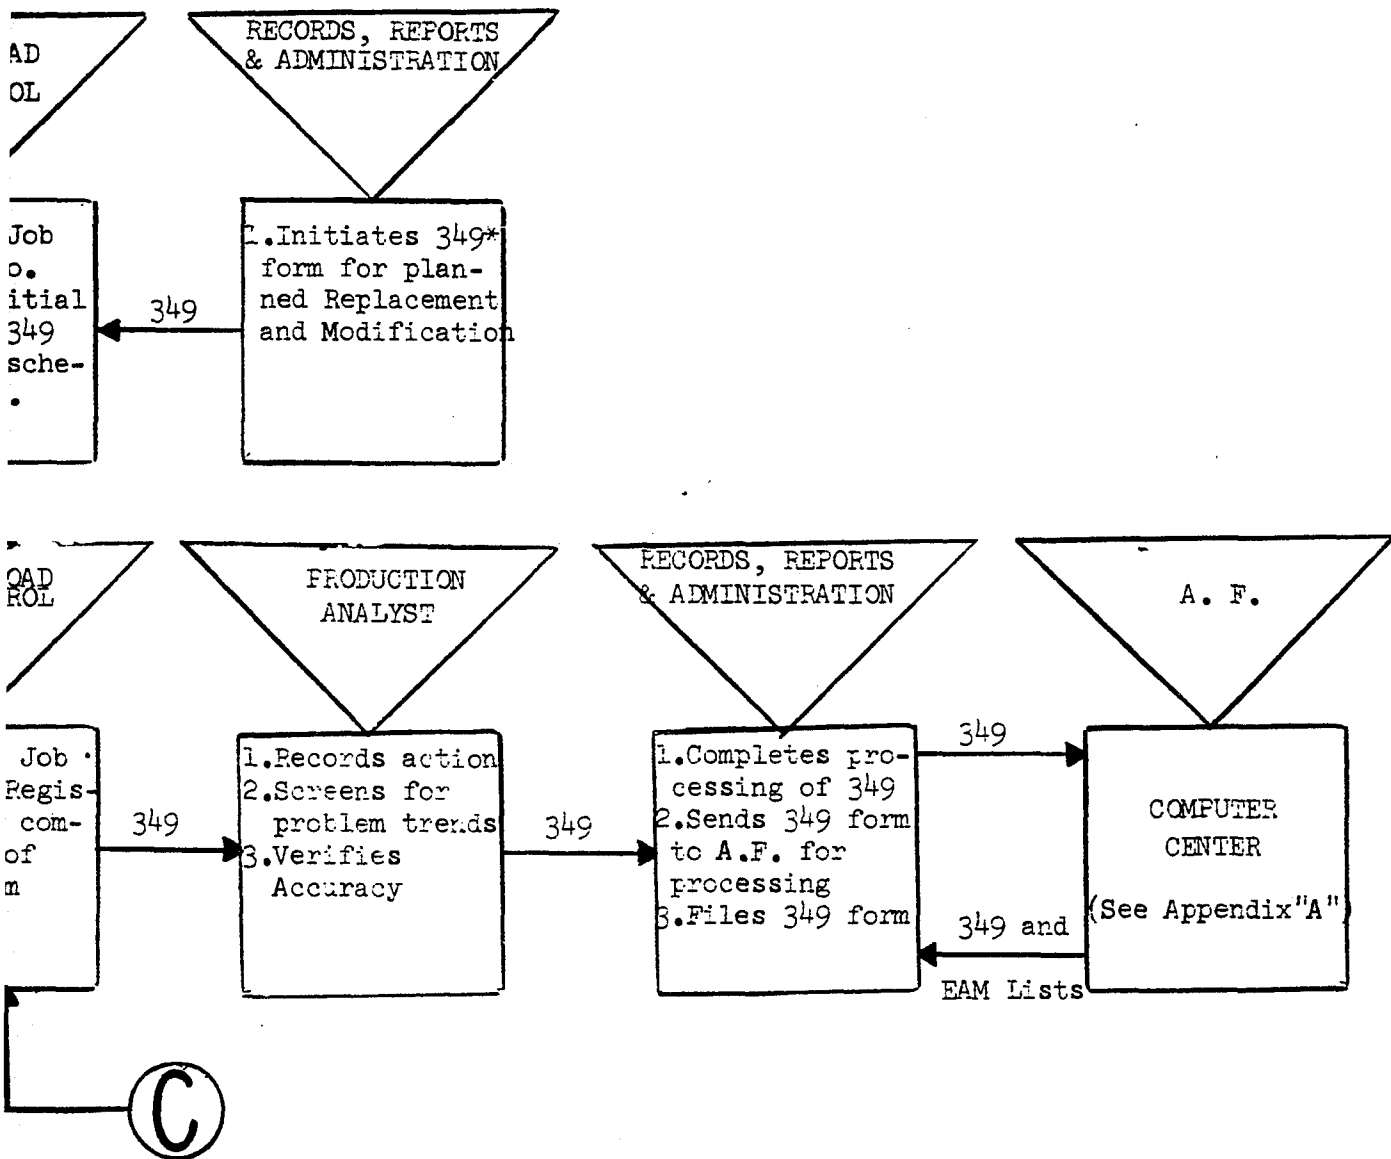 AD
OL
RECORDS, REPORTS
& ADMINISTRATION
Job
o.
itial
349
sche-
.
349
1.Initiates 349*
form for plan-
ned Replacement
and Modification
OAD
ROL
PRODUCTION
ANALYST
RECORDS, REPORTS
& ADMINISTRATION
A. F.
Job
Regis-
com-
of
m
349
1.Records action
2.Screens for
problem trends
3.Verifies
Accuracy
349
1.Completes pro-
cessing of 349
2.Sends 349 form
to A.F. for
processing
3.Files 349 form
349
349 and
EAM Lists
COMPUTER
CENTER
(See Appendix"A")
C